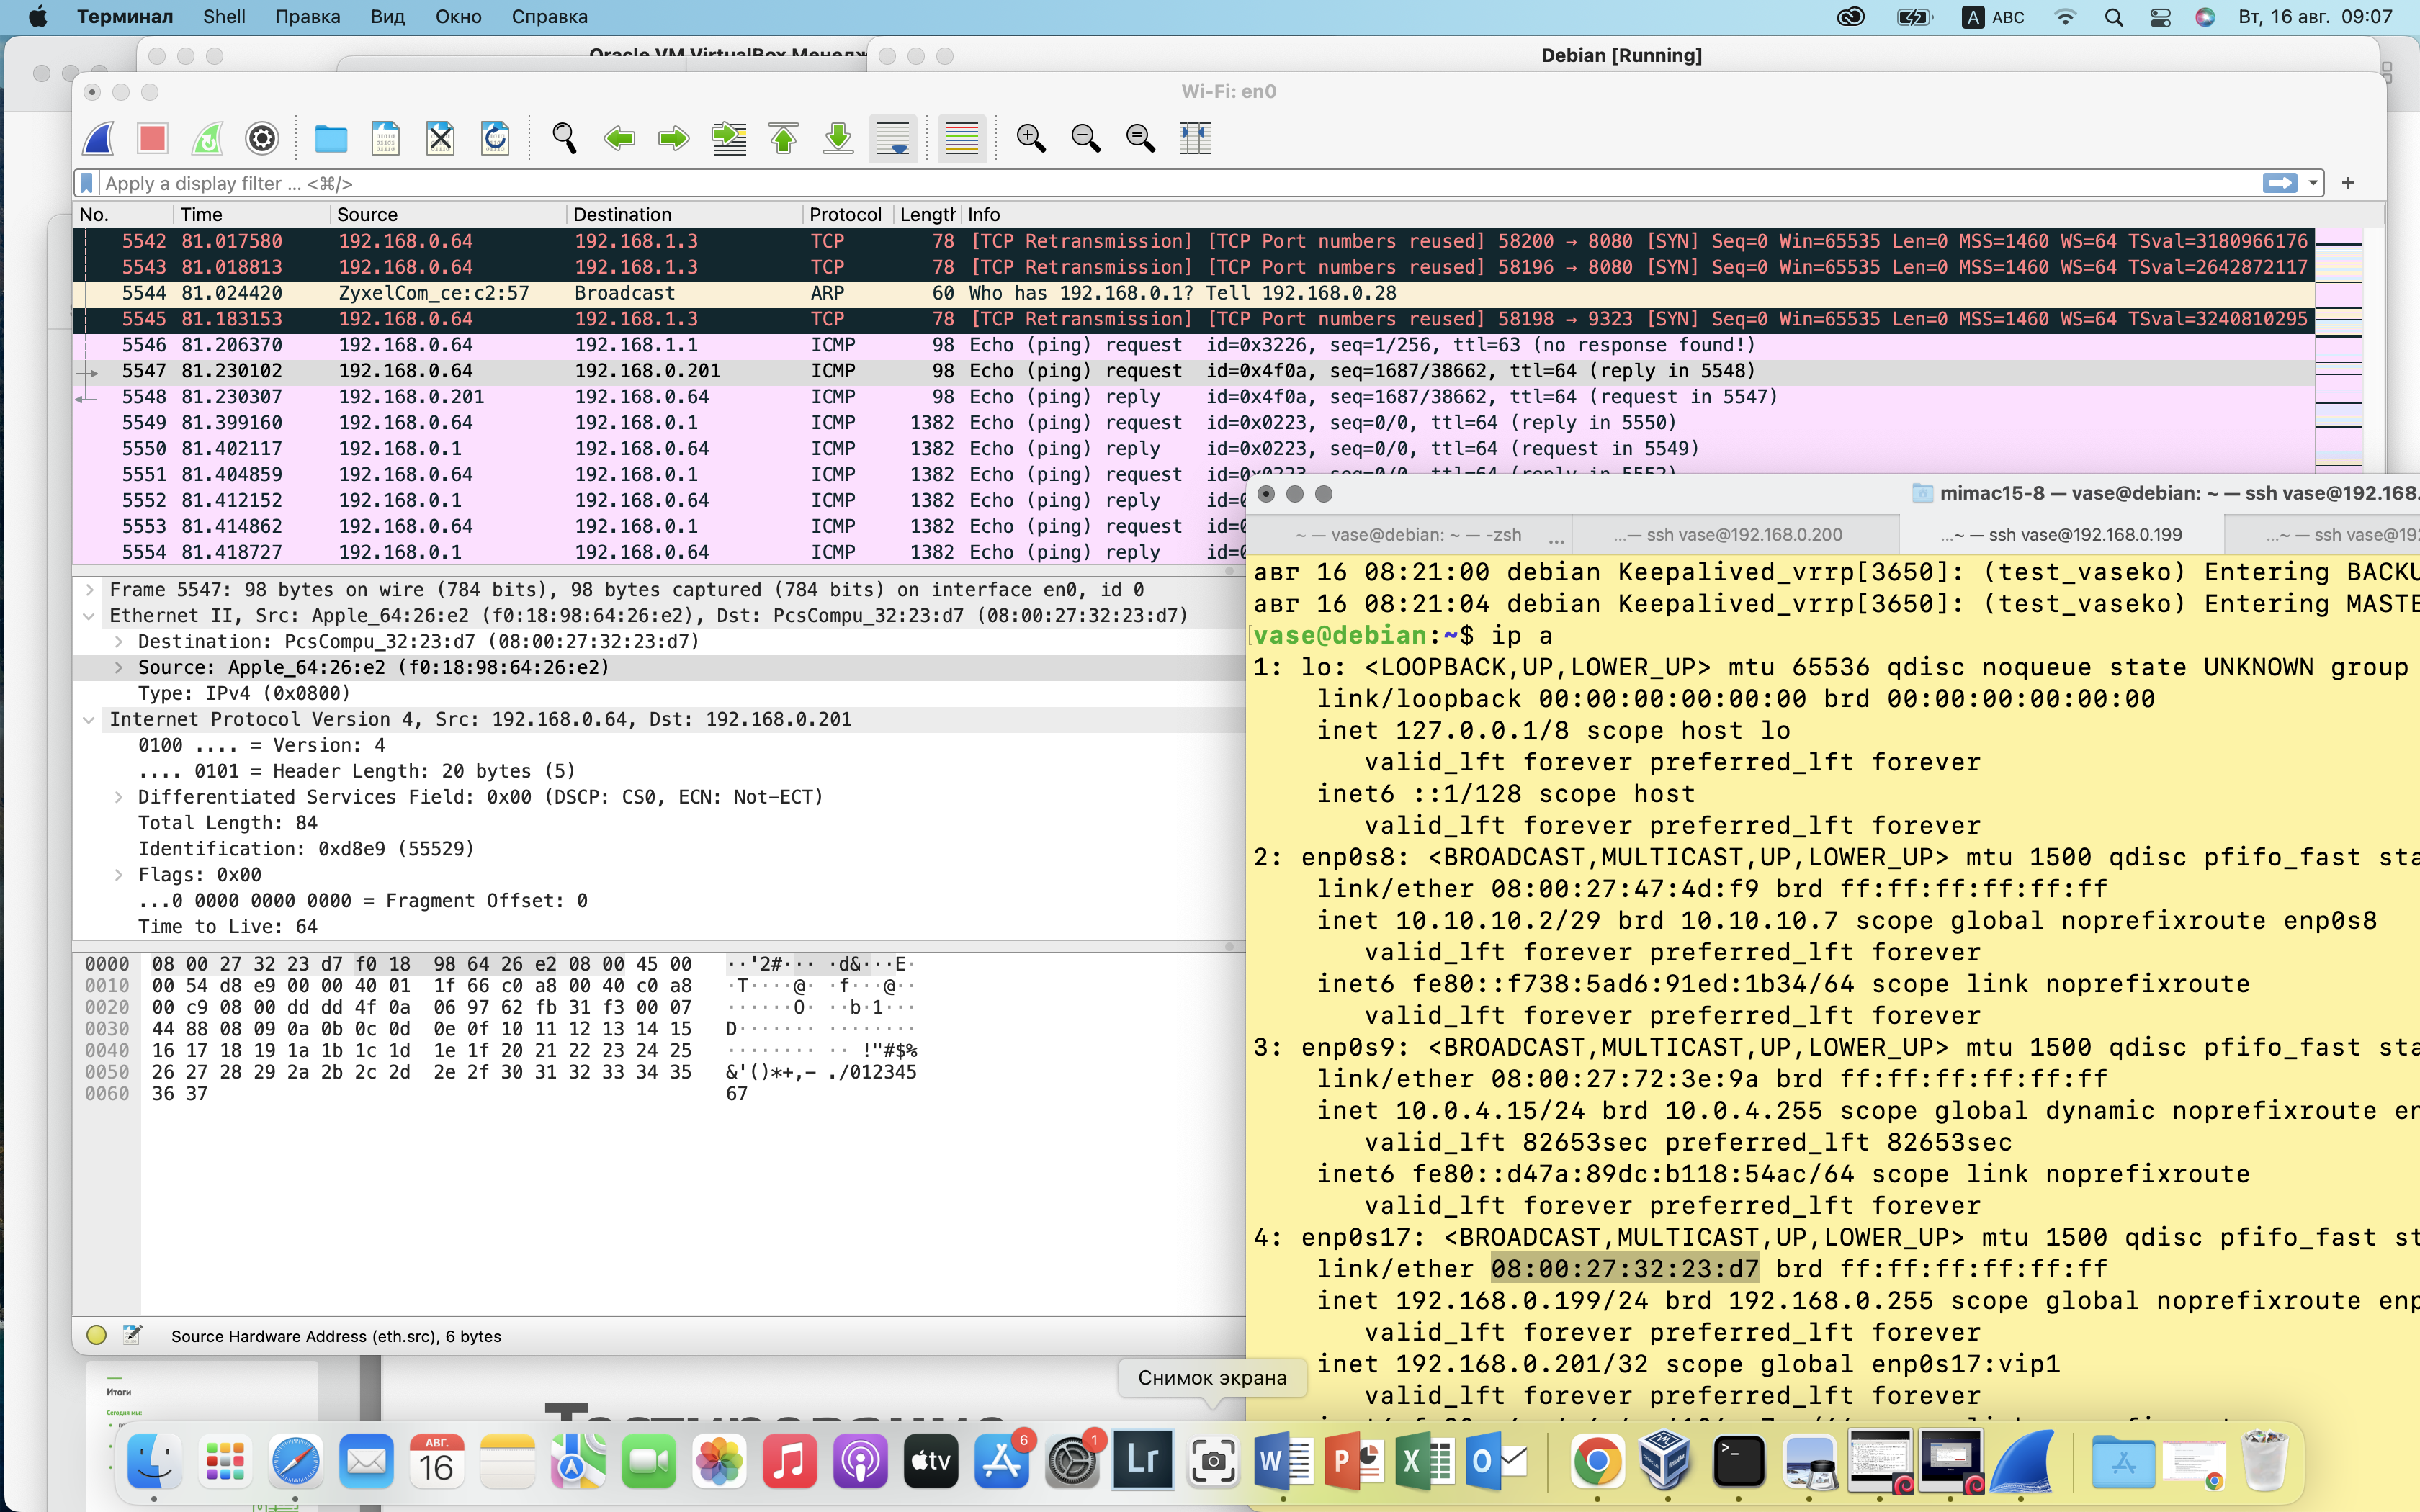 Терминал Shell Правка Вид Окно Справка A ABC Вт, 16 авг. 09:07
Debian [Running]
Wi-Fi: en0
Apply a display filter ... <⌘/>
No. Time Source Destination Protocol Length Info
5542 81.017580 192.168.0.64 192.168.1.3 TCP 78 [TCP Retransmission] [TCP Port numbers reused] 58200 → 8080 [SYN] Seq=0 Win=65535 Len=0 MSS=1460 WS=64 TSval=3180966176
5543 81.018813 192.168.0.64 192.168.1.3 TCP 78 [TCP Retransmission] [TCP Port numbers reused] 58196 → 8080 [SYN] Seq=0 Win=65535 Len=0 MSS=1460 WS=64 TSval=2642872117
5544 81.024420 ZyxelCom_ce:c2:57 Broadcast ARP 60 Who has 192.168.0.1? Tell 192.168.0.28
5545 81.183153 192.168.0.64 192.168.1.3 TCP 78 [TCP Retransmission] [TCP Port numbers reused] 58198 → 9323 [SYN] Seq=0 Win=65535 Len=0 MSS=1460 WS=64 TSval=3240810295
5546 81.206370 192.168.0.64 192.168.1.1 ICMP 98 Echo (ping) request id=0x3226, seq=1/256, ttl=63 (no response found!)
5547 81.230102 192.168.0.64 192.168.0.201 ICMP 98 Echo (ping) request id=0x4f0a, seq=1687/38662, ttl=64 (reply in 5548)
5548 81.230307 192.168.0.201 192.168.0.64 ICMP 98 Echo (ping) reply id=0x4f0a, seq=1687/38662, ttl=64 (request in 5547)
5549 81.399160 192.168.0.64 192.168.0.1 ICMP 1382 Echo (ping) request id=0x0223, seq=0/0, ttl=64 (reply in 5550)
5550 81.402117 192.168.0.1 192.168.0.64 ICMP 1382 Echo (ping) reply id=0x0223, seq=0/0, ttl=64 (request in 5549)
5551 81.404859 192.168.0.64 192.168.0.1 ICMP 1382 Echo (ping) request
5552 81.412152 192.168.0.1 192.168.0.64 ICMP 1382 Echo (ping) reply
5553 81.414862 192.168.0.64 192.168.0.1 ICMP 1382 Echo (ping) request
5554 81.418727 192.168.0.1 192.168.0.64 ICMP 1382 Echo (ping) reply
Frame 5547: 98 bytes on wire (784 bits), 98 bytes captured (784 bits) on interface en0, id 0
Ethernet II, Src: Apple_64:26:e2 (f0:18:98:64:26:e2), Dst: PcsCompu_32:23:d7 (08:00:27:32:23:d7)
Destination: PcsCompu_32:23:d7 (08:00:27:32:23:d7)
Source: Apple_64:26:e2 (f0:18:98:64:26:e2)
Type: IPv4 (0x0800)
Internet Protocol Version 4, Src: 192.168.0.64, Dst: 192.168.0.201
0100 .... = Version: 4
.... 0101 = Header Length: 20 bytes (5)
Differentiated Services Field: 0x00 (DSCP: CS0, ECN: Not-ECT)
Total Length: 84
Identification: 0xd8e9 (55529)
Flags: 0x00
...0 0000 0000 0000 = Fragment Offset: 0
Time to Live: 64
0000 08 00 27 32 23 d7 f0 18 98 64 26 e2 08 00 45 00 ··'2#··· ·d&···E·
0010 00 54 d8 e9 00 00 40 01 1f 66 c0 a8 00 40 c0 a8 ·T····@· ·f···@··
0020 00 c9 08 00 dd dd 4f 0a 06 97 62 fb 31 f3 00 07 ······O· ··b·1···
0030 44 88 08 09 0a 0b 0c 0d 0e 0f 10 11 12 13 14 15 D······· ········
0040 16 17 18 19 1a 1b 1c 1d 1e 1f 20 21 22 23 24 25 ········ ·· !"#$%
0050 26 27 28 29 2a 2b 2c 2d 2e 2f 30 31 32 33 34 35 &'()*+,- ./012345
0060 36 37 67
Source Hardware Address (eth.src), 6 bytes
mimac15-8 — vase@debian: ~ — ssh vase@192.168.
~ — vase@debian: ~ — -zsh ... ...— ssh vase@192.168.0.200 ...~ — ssh vase@192.168.0.199 ...~ — ssh vase@19
авг 16 08:21:00 debian Keepalived_vrrp[3650]: (test_vaseko) Entering BACKU
авг 16 08:21:04 debian Keepalived_vrrp[3650]: (test_vaseko) Entering MASTE
vase@debian:~$ ip a
1: lo: <LOOPBACK,UP,LOWER_UP> mtu 65536 qdisc noqueue state UNKNOWN group
link/loopback 00:00:00:00:00:00 brd 00:00:00:00:00:00
inet 127.0.0.1/8 scope host lo
valid_lft forever preferred_lft forever
inet6 ::1/128 scope host
valid_lft forever preferred_lft forever
2: enp0s8: <BROADCAST,MULTICAST,UP,LOWER_UP> mtu 1500 qdisc pfifo_fast sta
link/ether 08:00:27:47:4d:f9 brd ff:ff:ff:ff:ff:ff
inet 10.10.10.2/29 brd 10.10.10.7 scope global noprefixroute enp0s8
valid_lft forever preferred_lft forever
inet6 fe80::f738:5ad6:91ed:1b34/64 scope link noprefixroute
valid_lft forever preferred_lft forever
3: enp0s9: <BROADCAST,MULTICAST,UP,LOWER_UP> mtu 1500 qdisc pfifo_fast sta
link/ether 08:00:27:72:3e:9a brd ff:ff:ff:ff:ff:ff
inet 10.0.4.15/24 brd 10.0.4.255 scope global dynamic noprefixroute en
valid_lft 82653sec preferred_lft 82653sec
inet6 fe80::d47a:89dc:b118:54ac/64 scope link noprefixroute
valid_lft forever preferred_lft forever
4: enp0s17: <BROADCAST,MULTICAST,UP,LOWER_UP> mtu 1500 qdisc pfifo_fast st
link/ether 08:00:27:32:23:d7 brd ff:ff:ff:ff:ff:ff
inet 192.168.0.199/24 brd 192.168.0.255 scope global noprefixroute enp
valid_lft forever preferred_lft forever
inet 192.168.0.201/32 scope global enp0s17:vip1
valid_lft forever preferred_lft forever
Итоги
Снимок экрана
АВГ.
16
tv
6
1
Lr
W
P
X
O